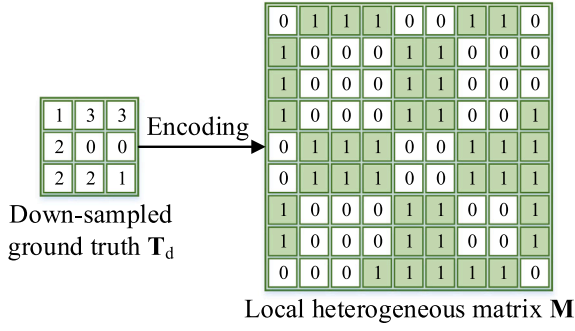 1 3 3
2 0 0
2 2 1
Down-sampled
ground truth Td
Encoding
0 1 1 1 0 0 1 1 0
1 0 0 0 1 1 0 0 0
1 0 0 0 1 1 0 0 0
1 0 0 0 1 1 0 0 1
0 1 1 1 0 0 1 1 1
0 1 1 1 0 0 1 1 1
1 0 0 0 1 1 0 0 1
1 0 0 0 1 1 0 0 1
0 0 0 1 1 1 1 1 0
Local heterogeneous matrix M